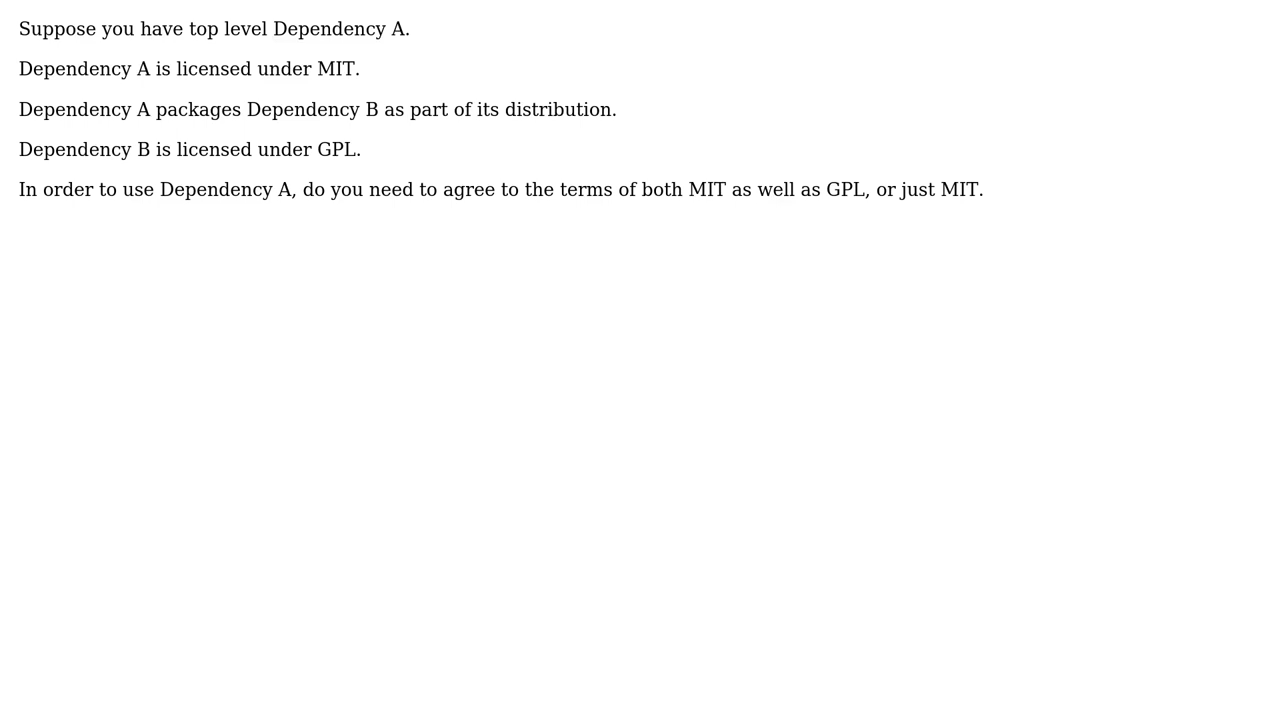 Suppose you have top level Dependency A.
Dependency A is licensed under MIT.
Dependency A packages Dependency B as part of its distribution.
Dependency B is licensed under GPL.
In order to use Dependency A, do you need to agree to the terms of both MIT as well as GPL, or just MIT.